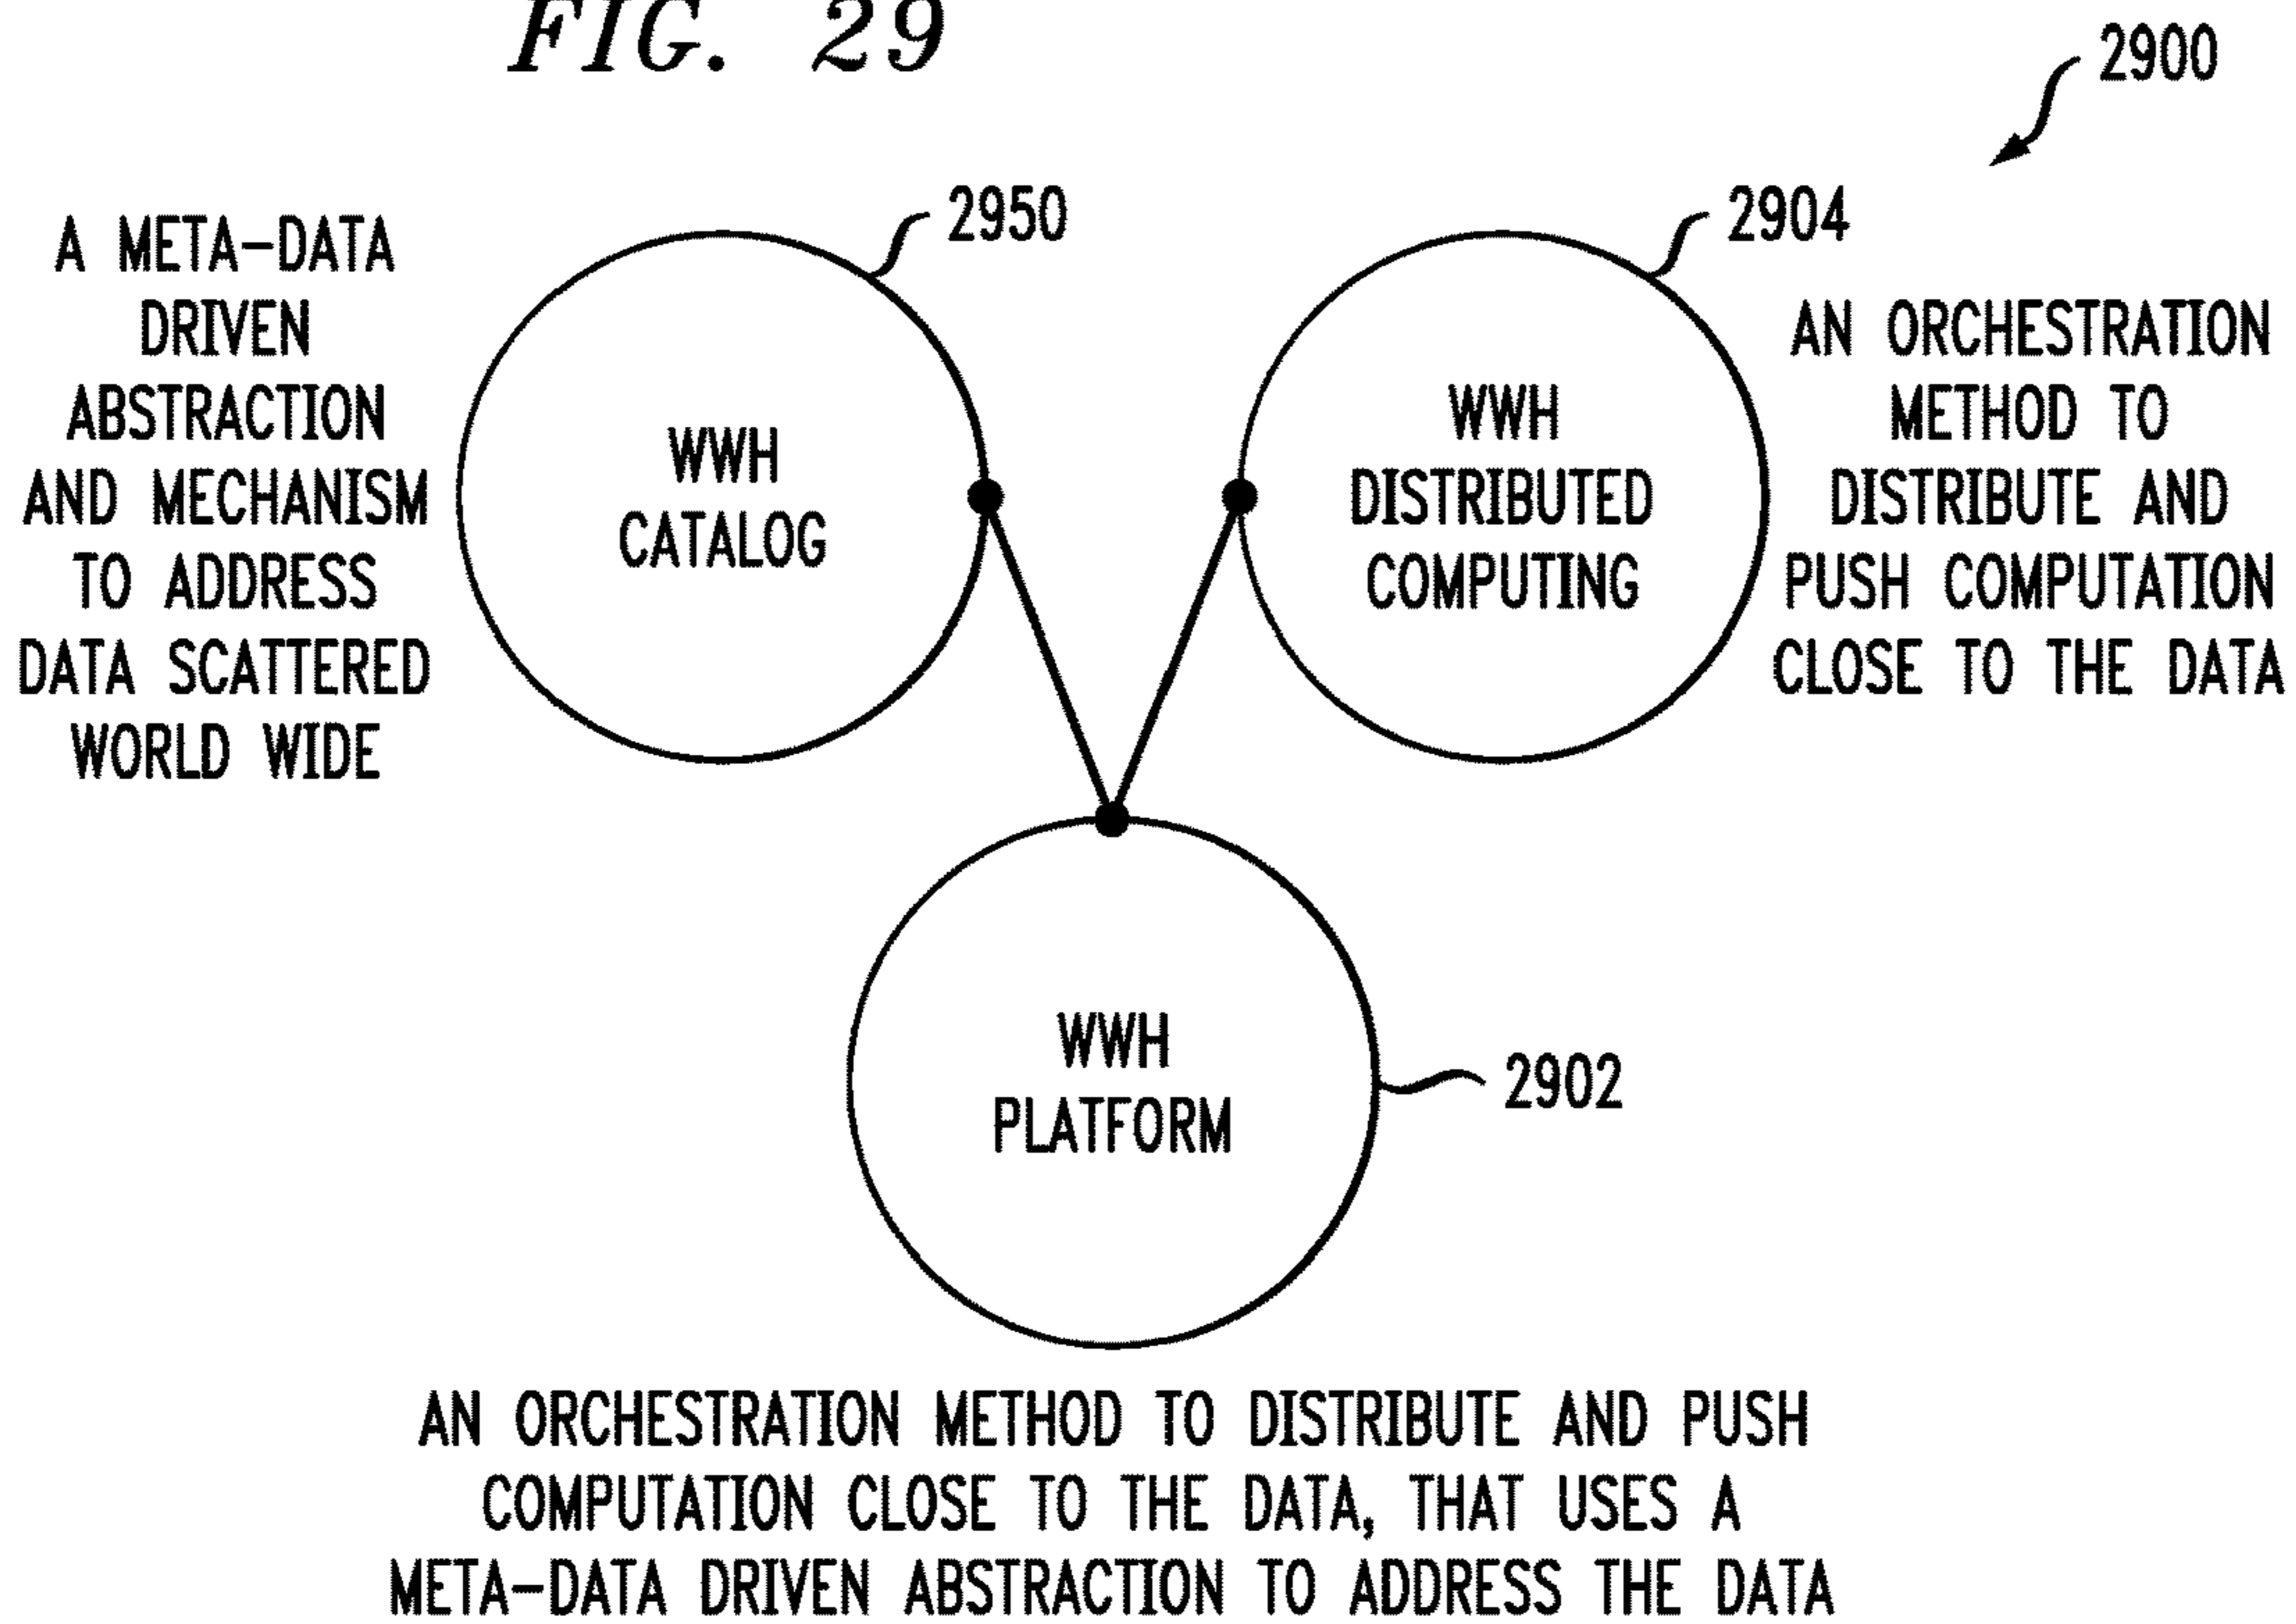 FIG. 29
2900
2950
2904
A META-DATA
DRIVEN
ABSTRACTION
AND MECHANISM
TO ADDRESS
DATA SCATTERED
WORLD WIDE
WWH
CATALOG
WWH
DISTRIBUTED
COMPUTING
AN ORCHESTRATION
METHOD TO
DISTRIBUTE AND
PUSH COMPUTATION
CLOSE TO THE DATA
WWH
PLATFORM
2902
AN ORCHESTRATION METHOD TO DISTRIBUTE AND PUSH
COMPUTATION CLOSE TO THE DATA, THAT USES A
META-DATA DRIVEN ABSTRACTION TO ADDRESS THE DATA